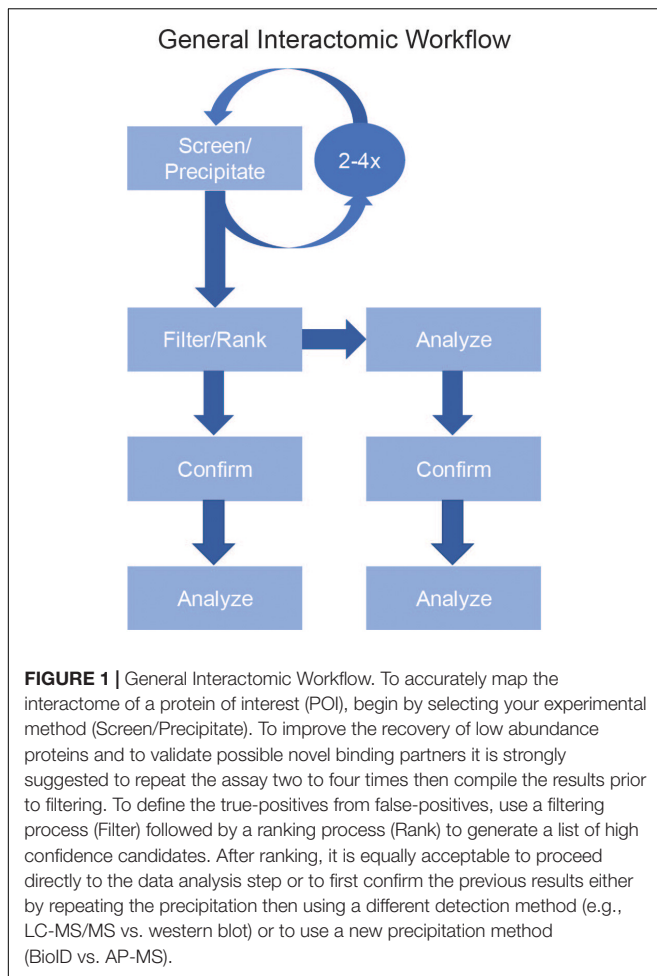 General Interactomic Workflow
Screen/
Precipitate
2-4x
Filter/Rank
Analyze
Confirm
Confirm
Analyze
Analyze
FIGURE 1 | General Interactomic Workflow. To accurately map the
interactome of a protein of interest (POI), begin by selecting your experimental
method (Screen/Precipitate). To improve the recovery of low abundance
proteins and to validate possible novel binding partners it is strongly
suggested to repeat the assay two to four times then compile the results prior
to filtering. To define the true-positives from false-positives, use a filtering
process (Filter) followed by a ranking process (Rank) to generate a list of high
confidence candidates. After ranking, it is equally acceptable to proceed
directly to the data analysis step or to first confirm the previous results either
by repeating the precipitation then using a different detection method (e.g.,
LC-MS/MS vs. western blot) or to use a new precipitation method
(BioID vs. AP-MS).